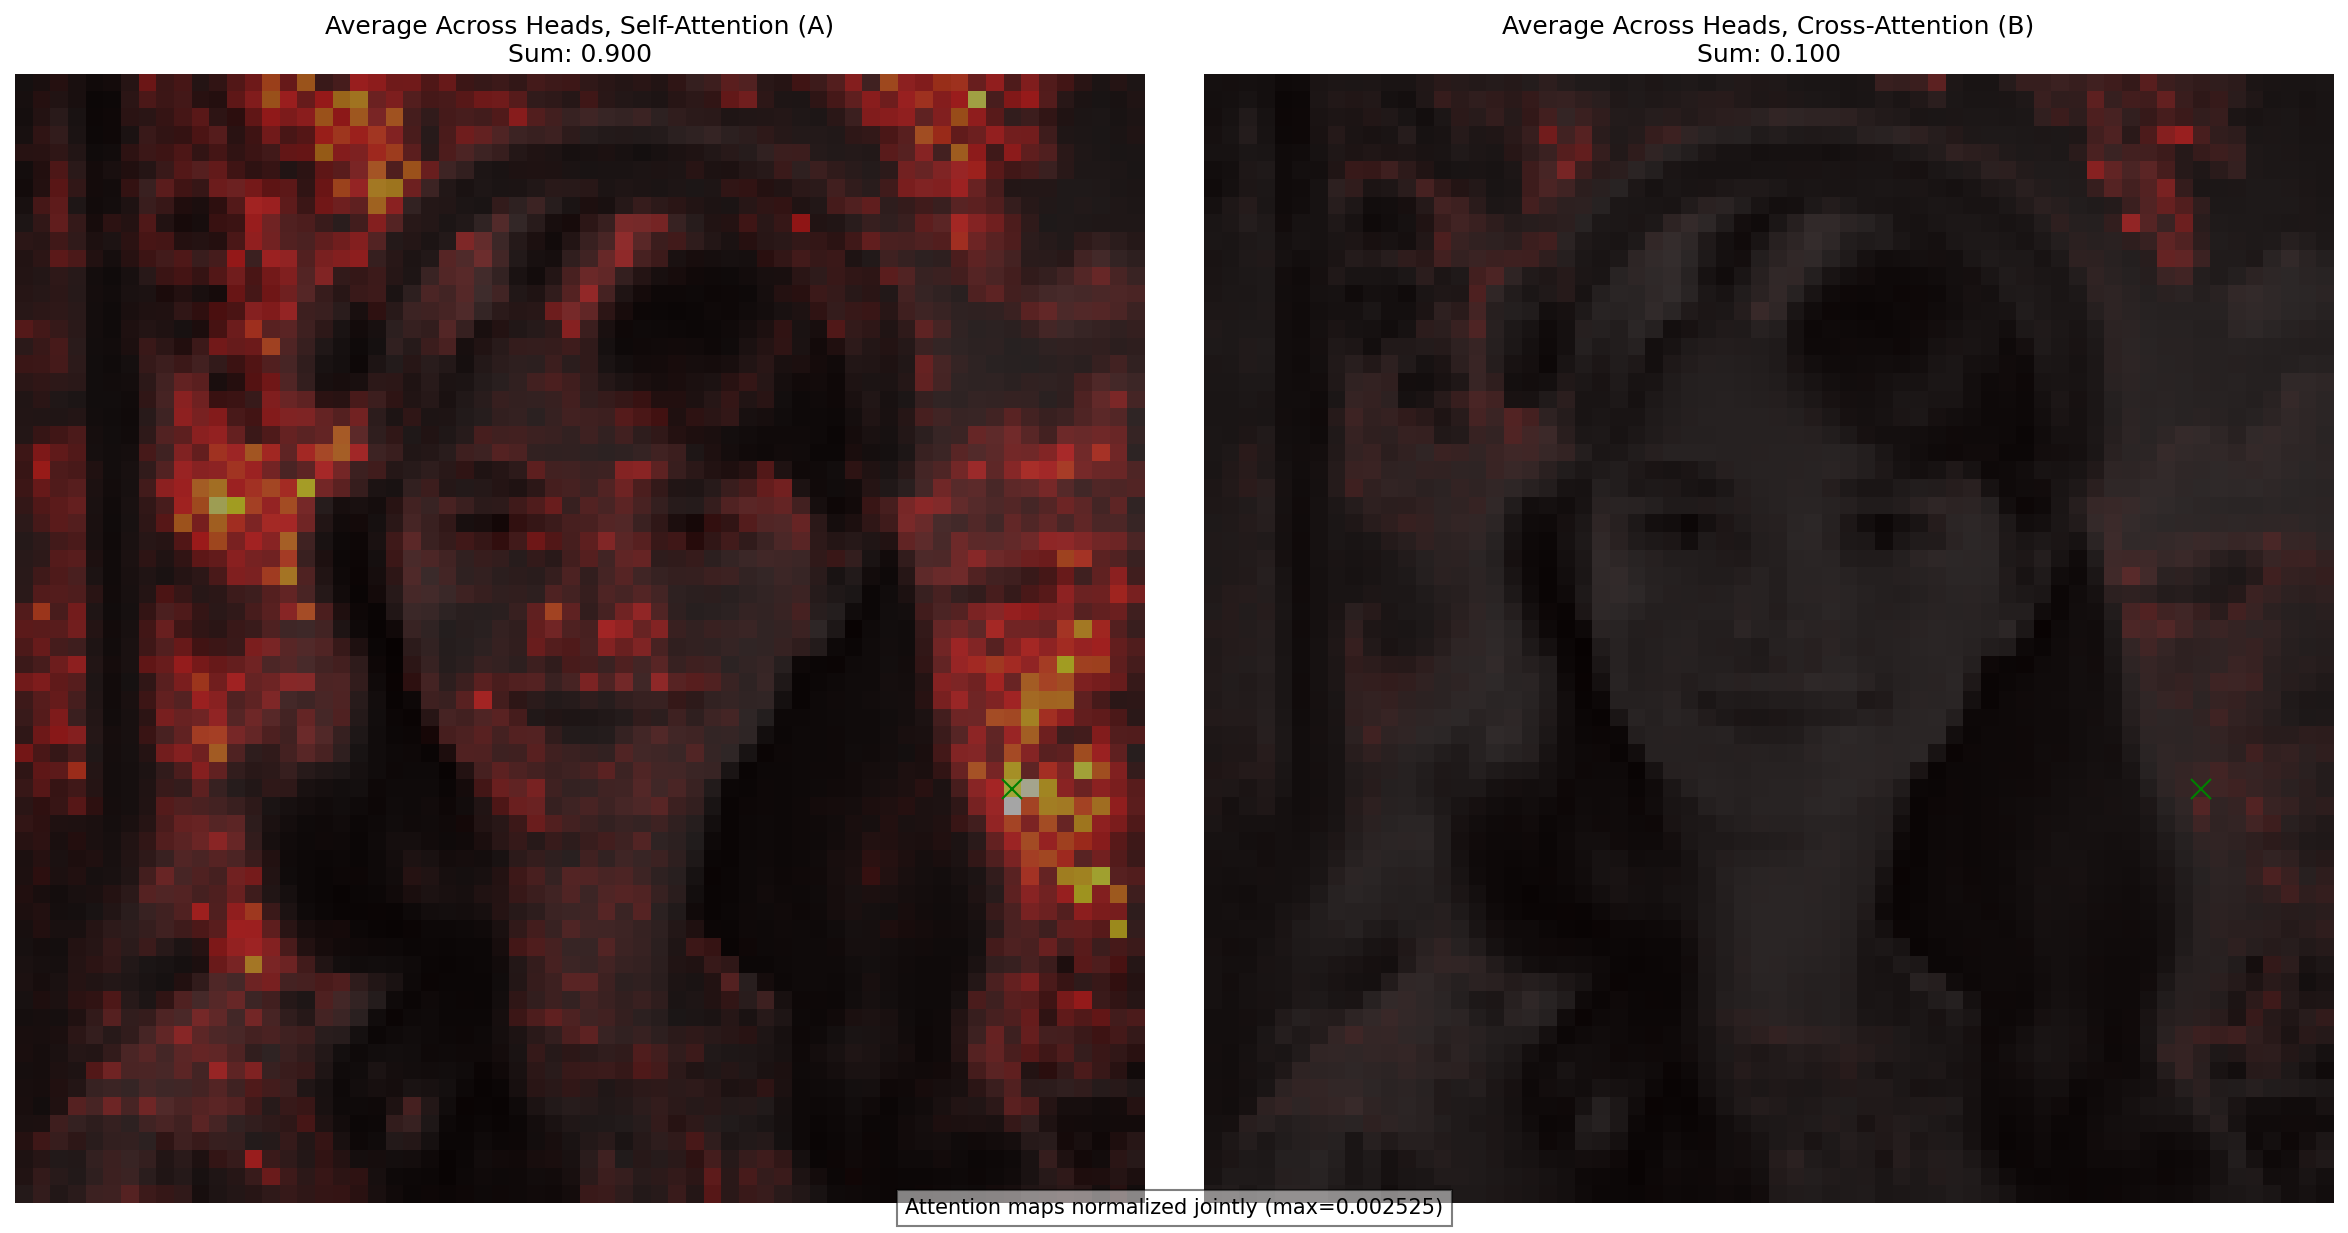 Average Across Heads, Self-Attention (A)
Sum: 0.900
Average Across Heads, Cross-Attention (B)
Sum: 0.100
Attention maps normalized jointly (max=0.002525)